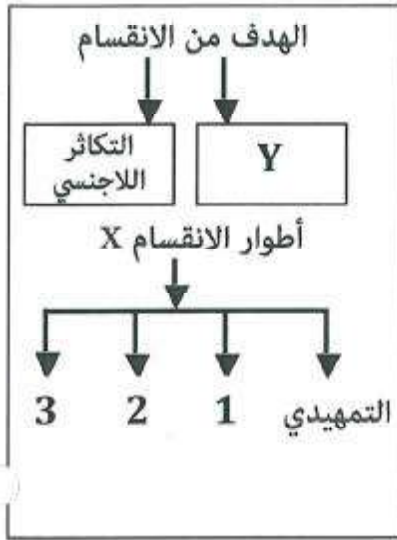 الهدف من الانقسام
Y
التكاثر
اللاجنسي
أطوار الانقسام X
التمهيدي 1 2 3